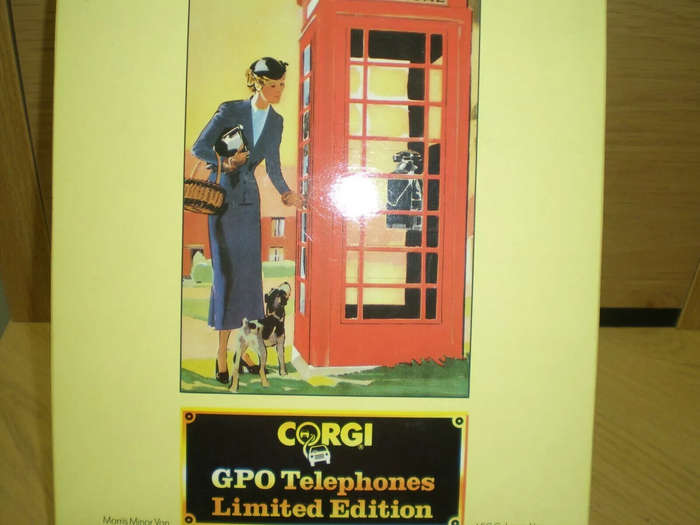 CORGI
GPO Telephones
Limited Edition
Morris Minor Van